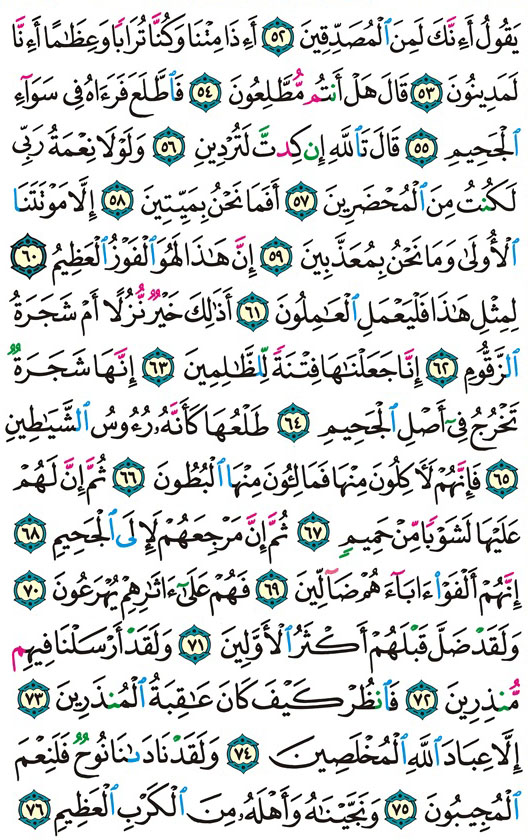 يَقُولُ أَءِنَّكَ لَمِنَ ٱلْمُصَدِّقِينَ ٥٢ أَءِذَا مِتْنَا وَكُنَّا تُرَابًا وَعِظَٰمًا أَءِنَّا
لَمَدِينُونَ ٥٣ قَالَ هَلْ أَنتُم مُّطَّلِعُونَ ٥٤ فَٱطَّلَعَ فَرَءَاهُ فِى سَوَآءِ
ٱلْجَحِيمِ ٥٥ قَالَ تَٱللَّهِ إِن كِدتَّ لَتُرْدِينِ ٥٦ وَلَوْلَا نِعْمَةُ رَبِّى
لَكُنتُ مِنَ ٱلْمُحْضَرِينَ ٥٧ أَفَمَا نَحْنُ بِمَيِّتِينَ ٥٨ إِلَّا مَوْتَتَنَا
ٱلْأُولَىٰ وَمَا نَحْنُ بِمُعَذَّبِينَ ٥٩ إِنَّ هَٰذَا لَهُوَ ٱلْفَوْزُ ٱلْعَظِيمُ ٦٠
لِمِثْلِ هَٰذَا فَلْيَعْمَلِ ٱلْعَٰمِلُونَ ٦١ أَذَٰلِكَ خَيْرٌ نُّزُلًا أَمْ شَجَرَةُ
ٱلزَّقُّومِ ٦٢ إِنَّا جَعَلْنَٰهَا فِتْنَةً لِّلظَّٰلِمِينَ ٦٣ إِنَّهَا شَجَرَةٌ
تَخْرُجُ فِىٓ أَصْلِ ٱلْجَحِيمِ ٦٤ طَلْعُهَا كَأَنَّهُۥ رُءُوسُ ٱلشَّيَٰطِينِ
٦٥ فَإِنَّهُمْ لَءَاكِلُونَ مِنْهَا فَمَالِـُٔونَ مِنْهَا ٱلْبُطُونَ ٦٦ ثُمَّ إِنَّ لَهُمْ
عَلَيْهَا لَشَوْبًا مِّنْ حَمِيمٍ ٦٧ ثُمَّ إِنَّ مَرْجِعَهُمْ لَإِلَى ٱلْجَحِيمِ ٦٨
إِنَّهُمْ أَلْفَوْا۟ ءَابَآءَهُمْ ضَآلِّينَ ٦٩ فَهُمْ عَلَىٰٓ ءَاثَٰرِهِمْ يُهْرَعُونَ ٧٠
وَلَقَدْ ضَلَّ قَبْلَهُمْ أَكْثَرُ ٱلْأَوَّلِينَ ٧١ وَلَقَدْ أَرْسَلْنَا فِيهِم
مُّنذِرِينَ ٧٢ فَٱنظُرْ كَيْفَ كَانَ عَٰقِبَةُ ٱلْمُنذَرِينَ ٧٣
إِلَّا عِبَادَ ٱللَّهِ ٱلْمُخْلَصِينَ ٧٤ وَلَقَدْ نَادَىٰنَا نُوحٌ فَلَنِعْمَ
ٱلْمُجِيبُونَ ٧٥ وَنَجَّيْنَٰهُ وَأَهْلَهُۥ مِنَ ٱلْكَرْبِ ٱلْعَظِيمِ ٧٦